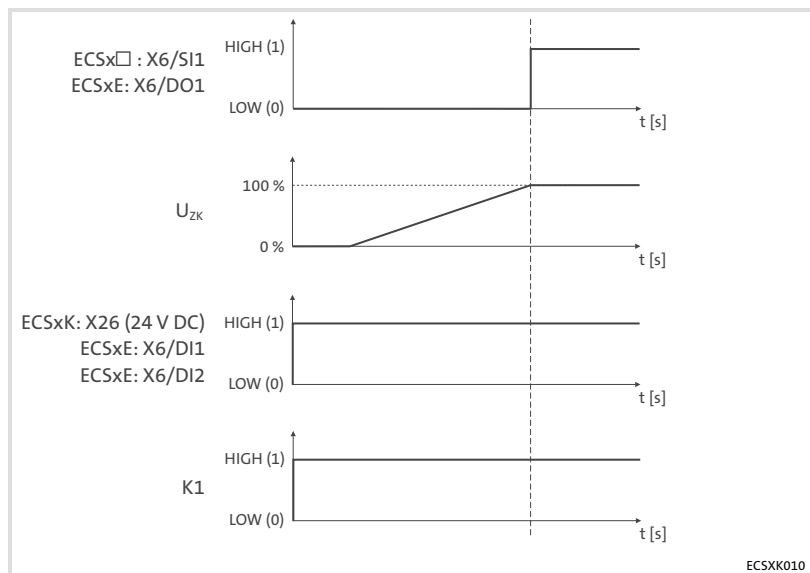 ECSx□ : X6/SI1
ECSxE: X6/DO1
HIGH (1)
LOW (0)
t [s]
UZK
100 %
0 %
t [s]
ECSxK: X26 (24 V DC)
ECSxE: X6/DI1
ECSxE: X6/DI2
HIGH (1)
LOW (0)
t [s]
K1
HIGH (1)
LOW (0)
t [s]
ECSXK010